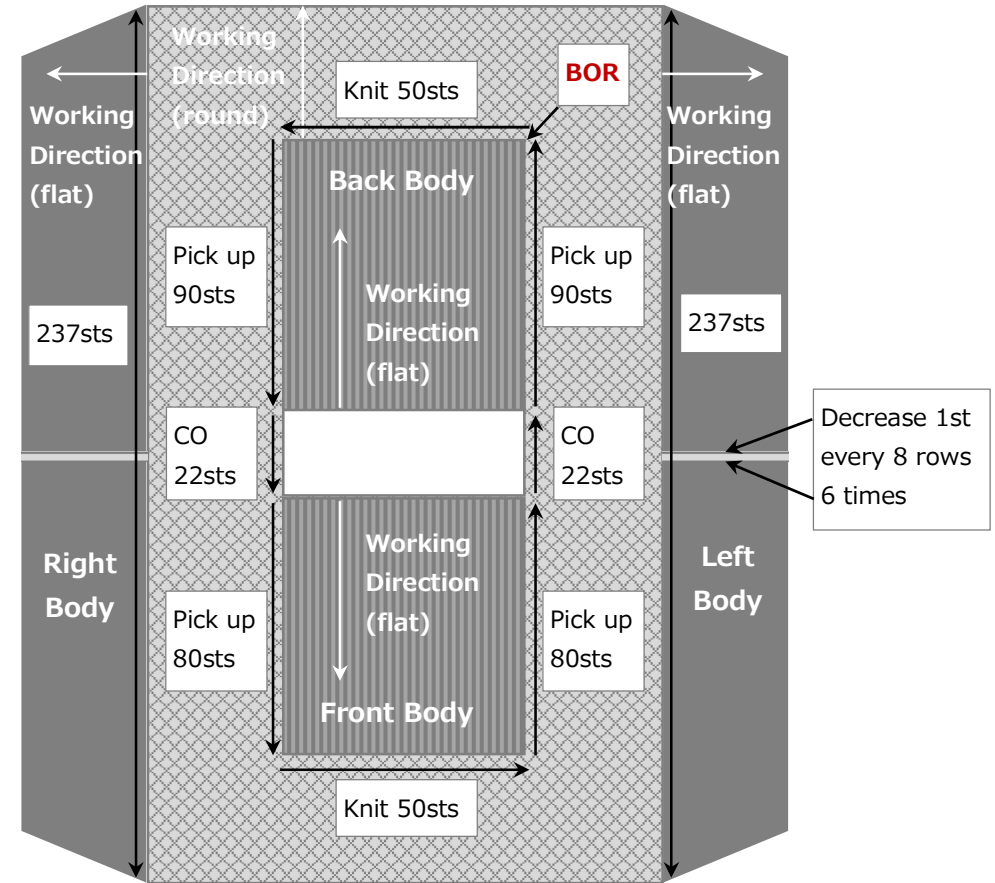 Working
Direction
(round)
Knit 50sts
BOR
Working
Direction
(flat)
Working
Direction
(flat)
Back Body
Pick up
90sts
Pick up
90sts
Working
Direction
(flat)
237sts
237sts
CO
22sts
CO
22sts
Decrease 1st
every 8 rows
6 times
Working
Direction
(flat)
Right
Body
Left
Body
Pick up
80sts
Pick up
80sts
Front Body
Knit 50sts